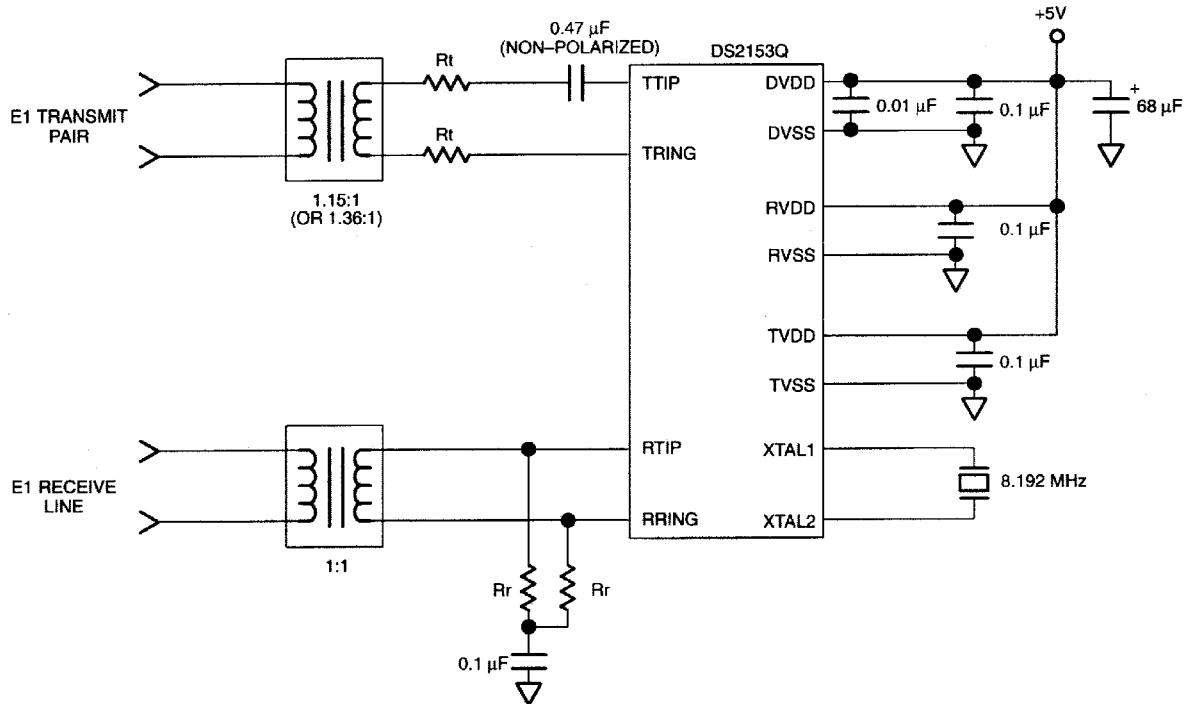 +5V
0.47 µF
(NON–POLARIZED)
DS2153Q
Rt
TTIP
DVDD
0.01 µF
0.1 µF
+
68 µF
E1 TRANSMIT
PAIR
DVSS
Rt
TRING
1.15:1
(OR 1.36:1)
RVDD
0.1 µF
RVSS
TVDD
0.1 µF
TVSS
E1 RECEIVE
LINE
RTIP
XTAL1
8.192 MHz
RRING
XTAL2
1:1
Rr
Rr
0.1 µF